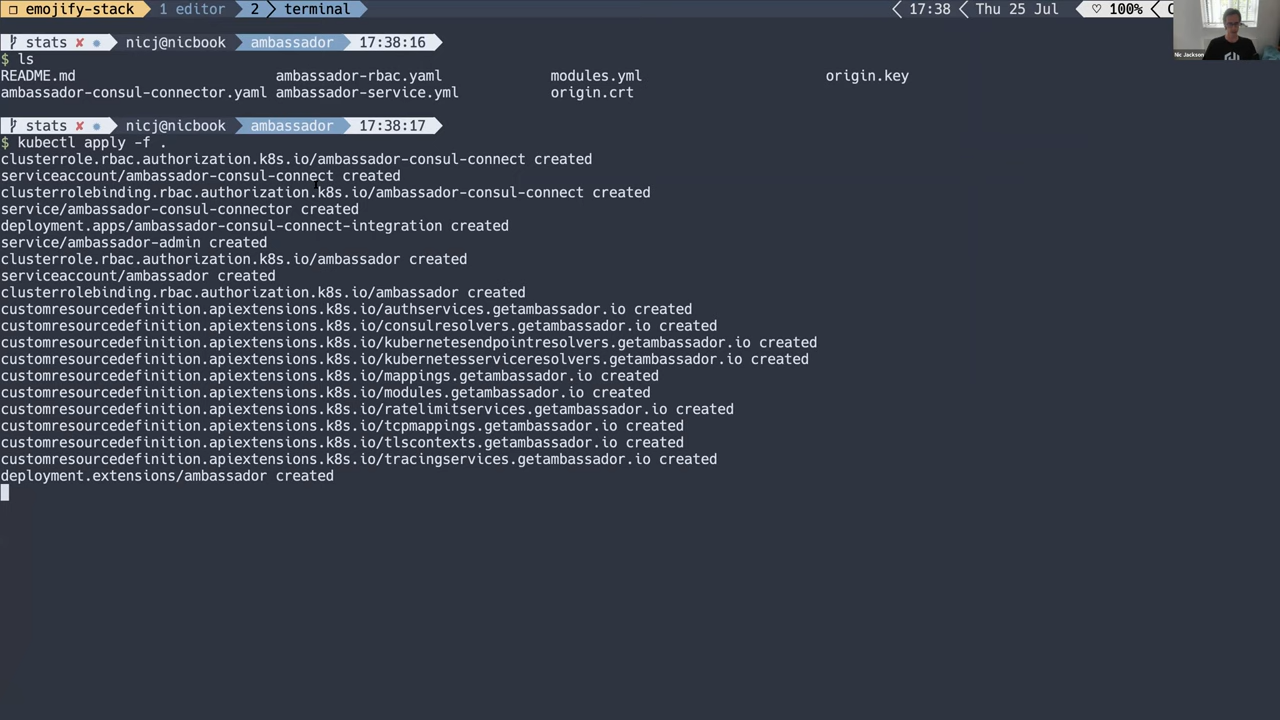 emojify-stack 1 editor 2 terminal 17:38 Thu 25 Jul ♡ 100%
Nic Jackson
stats ✘ ● nicj@nicbook ambassador 17:38:16
$ ls
README.md ambassador-rbac.yaml modules.yml origin.key
ambassador-consul-connector.yaml ambassador-service.yml origin.crt
stats ✘ ● nicj@nicbook ambassador 17:38:17
$ kubectl apply -f .
clusterrole.rbac.authorization.k8s.io/ambassador-consul-connect created
serviceaccount/ambassador-consul-connect created
clusterrolebinding.rbac.authorization.k8s.io/ambassador-consul-connect created
service/ambassador-consul-connector created
deployment.apps/ambassador-consul-connect-integration created
service/ambassador-admin created
clusterrole.rbac.authorization.k8s.io/ambassador created
serviceaccount/ambassador created
clusterrolebinding.rbac.authorization.k8s.io/ambassador created
customresourcedefinition.apiextensions.k8s.io/authservices.getambassador.io created
customresourcedefinition.apiextensions.k8s.io/consulresolvers.getambassador.io created
customresourcedefinition.apiextensions.k8s.io/kubernetesendpointresolvers.getambassador.io created
customresourcedefinition.apiextensions.k8s.io/kubernetesserviceresolvers.getambassador.io created
customresourcedefinition.apiextensions.k8s.io/mappings.getambassador.io created
customresourcedefinition.apiextensions.k8s.io/modules.getambassador.io created
customresourcedefinition.apiextensions.k8s.io/ratelimitservices.getambassador.io created
customresourcedefinition.apiextensions.k8s.io/tcpmappings.getambassador.io created
customresourcedefinition.apiextensions.k8s.io/tlscontexts.getambassador.io created
customresourcedefinition.apiextensions.k8s.io/tracingservices.getambassador.io created
deployment.extensions/ambassador created